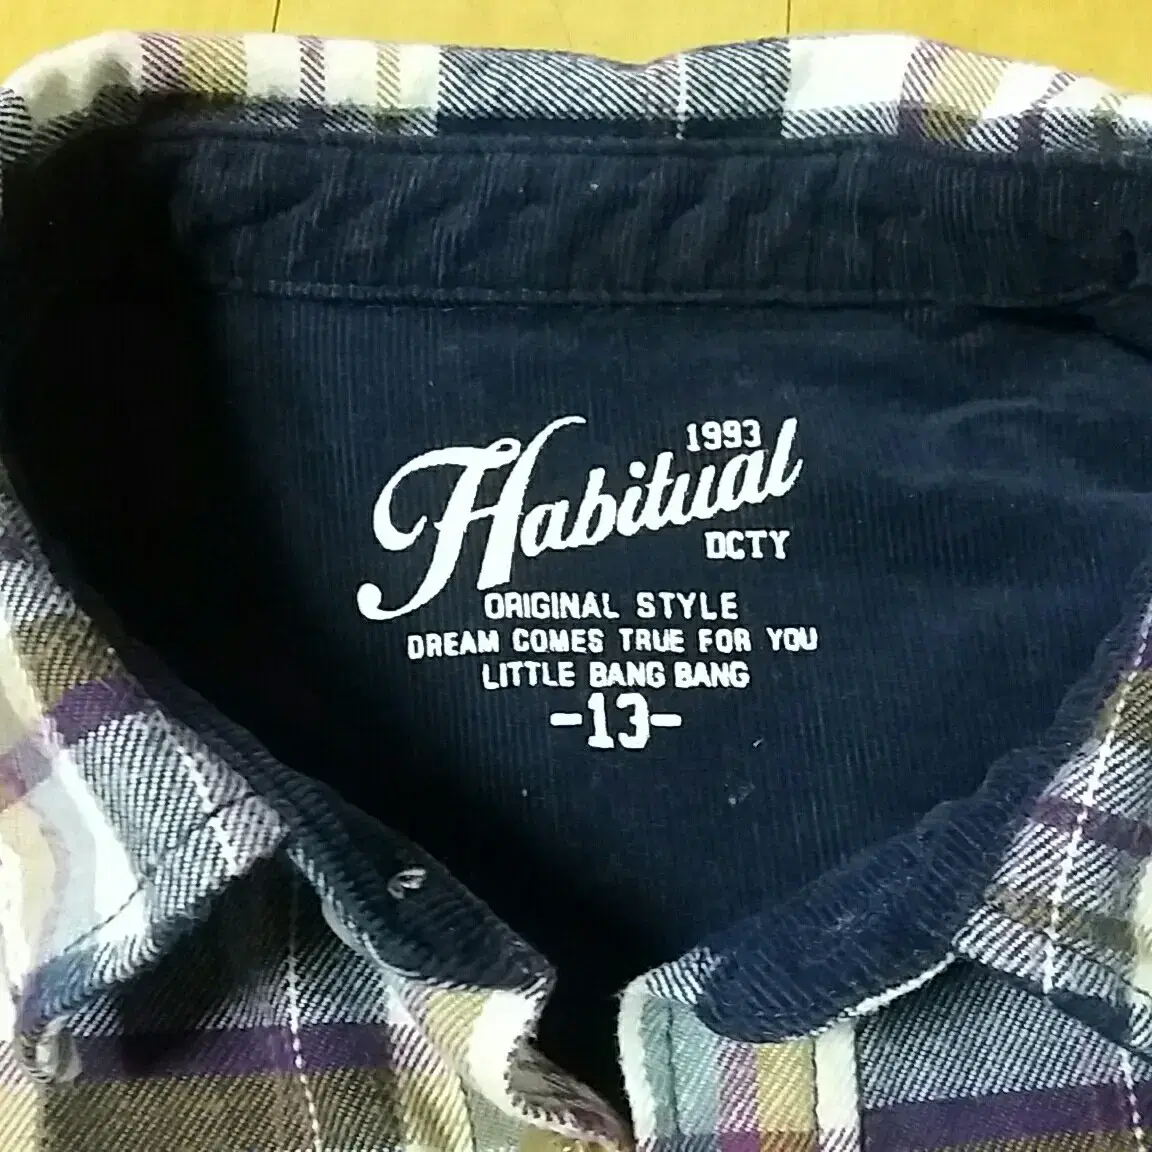 1993
Habitual
DCTY
ORIGINAL STYLE
DREAM COMES TRUE FOR YOU
LITTLE BANG BANG
-13-